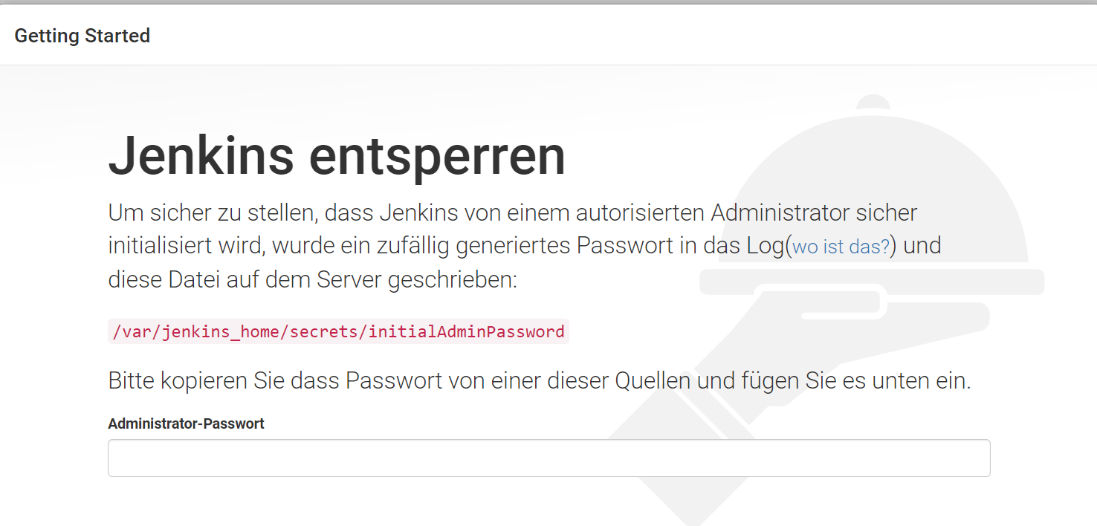 Getting Started
Jenkins entsperren
Um sicher zu stellen, dass Jenkins von einem autorisierten Administrator sicher
initialisiert wird, wurde ein zufällig generiertes Passwort in das Log(wo ist das?) und
diese Datei auf dem Server geschrieben:
/var/jenkins_home/secrets/initialAdminPassword
Bitte kopieren Sie dass Passwort von einer dieser Quellen und fügen Sie es unten ein.
Administrator-Passwort